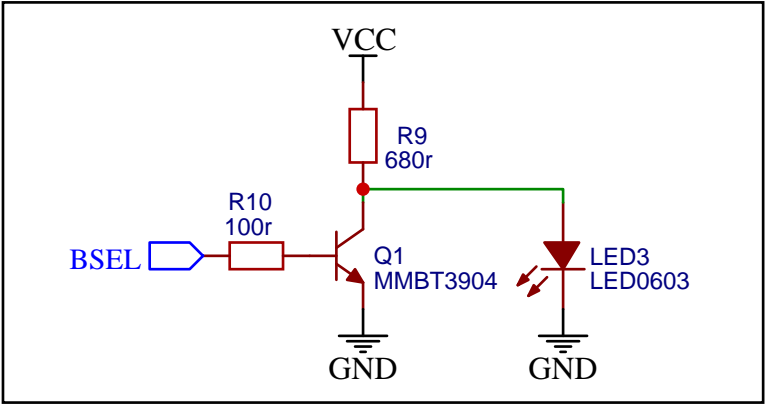 VCC
R9
680r
R10
100r
BSEL
Q1
MMBT3904
LED3
LED0603
GND
GND